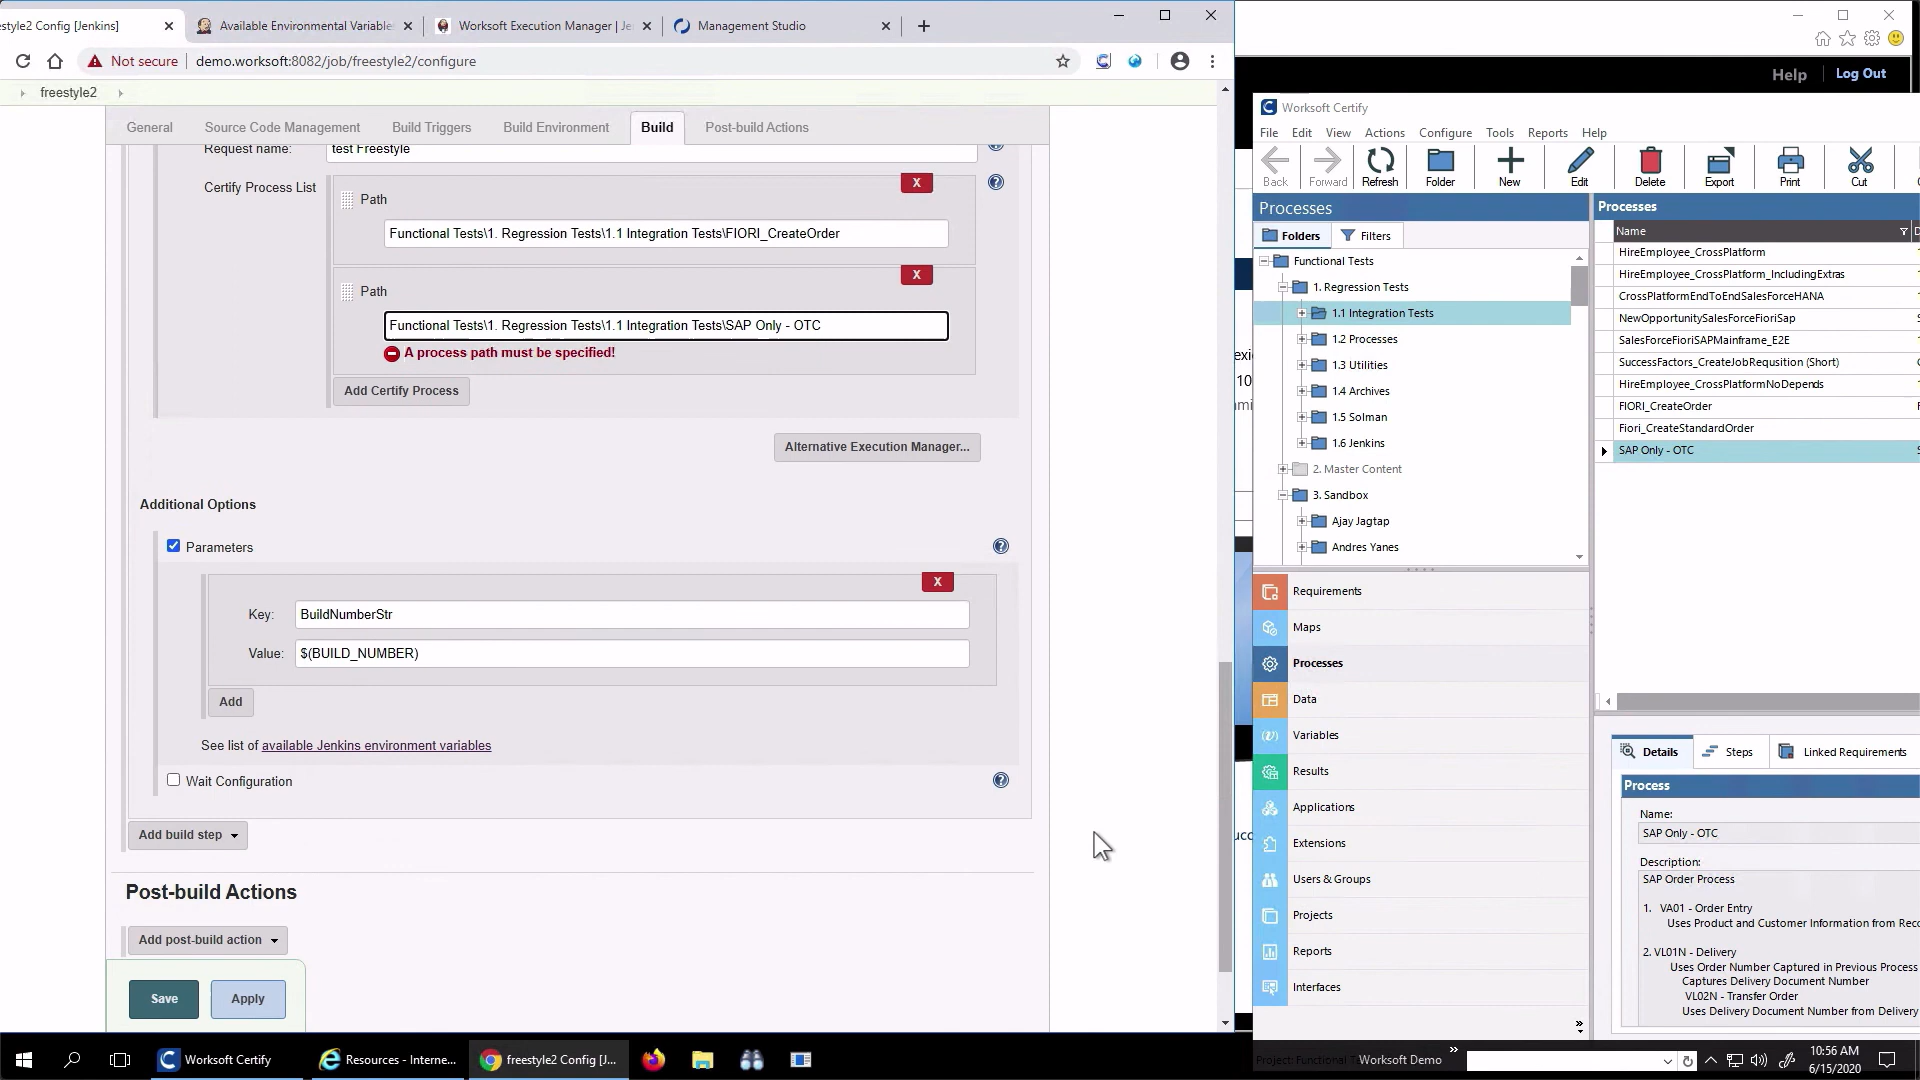 estyle2 Config [Jenkins]
Available Environmental Variable
Worksoft Execution Manager | Je
Management Studio
Not secure
demo.worksoft:8082/job/freestyle2/configure
freestyle2
General
Source Code Management
Build Triggers
Build Environment
Build
Post-build Actions
Request name:
test Freestyle
Certify Process List
X
Path
Functional Tests\1. Regression Tests\1.1 Integration Tests\FIORI_CreateOrder
X
Path
Functional Tests\1. Regression Tests\1.1 Integration Tests\SAP Only - OTC
A process path must be specified!
Add Certify Process
Alternative Execution Manager...
Additional Options
Parameters
X
Key:
BuildNumberStr
Value:
$(BUILD_NUMBER)
Add
See list of available Jenkins environment variables
Wait Configuration
Add build step
Post-build Actions
Add post-build action
Save
Apply
Help
Log Out
Worksoft Certify
File
Edit
View
Actions
Configure
Tools
Reports
Help
Back
Forward
Refresh
Folder
New
Edit
Delete
Export
Print
Cut
Processes
Folders
Filters
Functional Tests
1. Regression Tests
1.1 Integration Tests
1.2 Processes
1.3 Utilities
1.4 Archives
1.5 Solman
1.6 Jenkins
2. Master Content
3. Sandbox
Ajay Jagtap
Andres Yanes
Requirements
Maps
Processes
Data
Variables
Results
Applications
Extensions
Users & Groups
Projects
Reports
Interfaces
Processes
Name
HireEmployee_CrossPlatform
HireEmployee_CrossPlatform_IncludingExtras
CrossPlatformEndToEndSalesForceHANA
NewOpportunitySalesForceFioriSap
SalesForceFioriSAPMainframe_E2E
SuccessFactors_CreateJobRequsition (Short)
HireEmployee_CrossPlatformNoDepends
FIORI_CreateOrder
Fiori_CreateStandardOrder
SAP Only - OTC
Details
Steps
Linked Requirements
Process
Name:
SAP Only - OTC
Description:
SAP Order Process
1. VA01 - Order Entry
Uses Product and Customer Information from Reco
2. VL01N - Delivery
Uses Order Number Captured in Previous Process
Captures Delivery Document Number
VL02N - Transfer Order
Uses Delivery Document Number from Delivery
Worksoft Certify
Resources - Interne...
freestyle2 Config [J...
Worksoft Demo
10:56 AM
6/15/2020